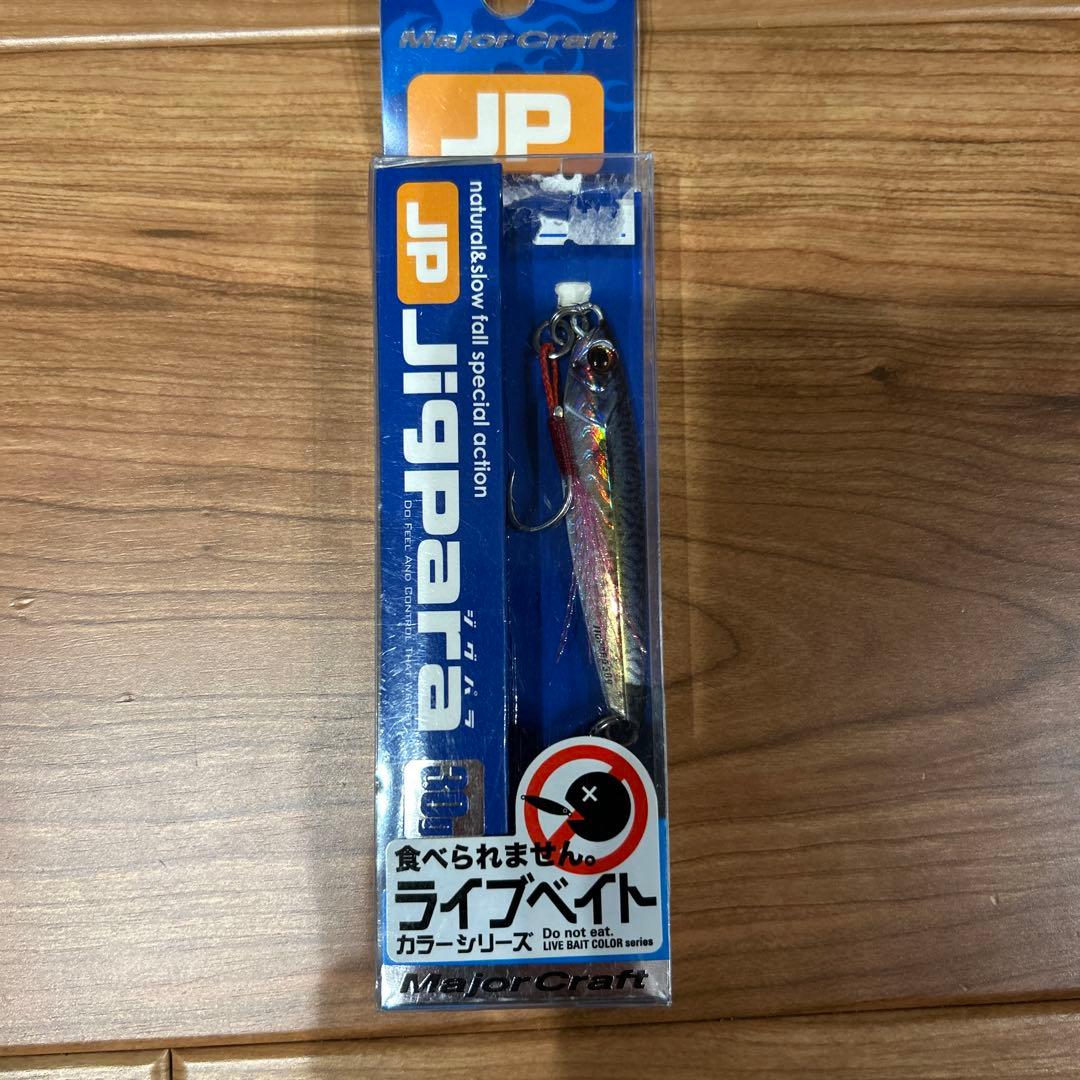 Major Craft
JP
natural&slow fall special action
JP Jigpara
ジグパラ
DO FEEL AND CONTROL THAT
30g
食べられません。
ライブベイト
カラーシリーズ
Do not eat.
LIVE BAIT COLOR series
Major Craft